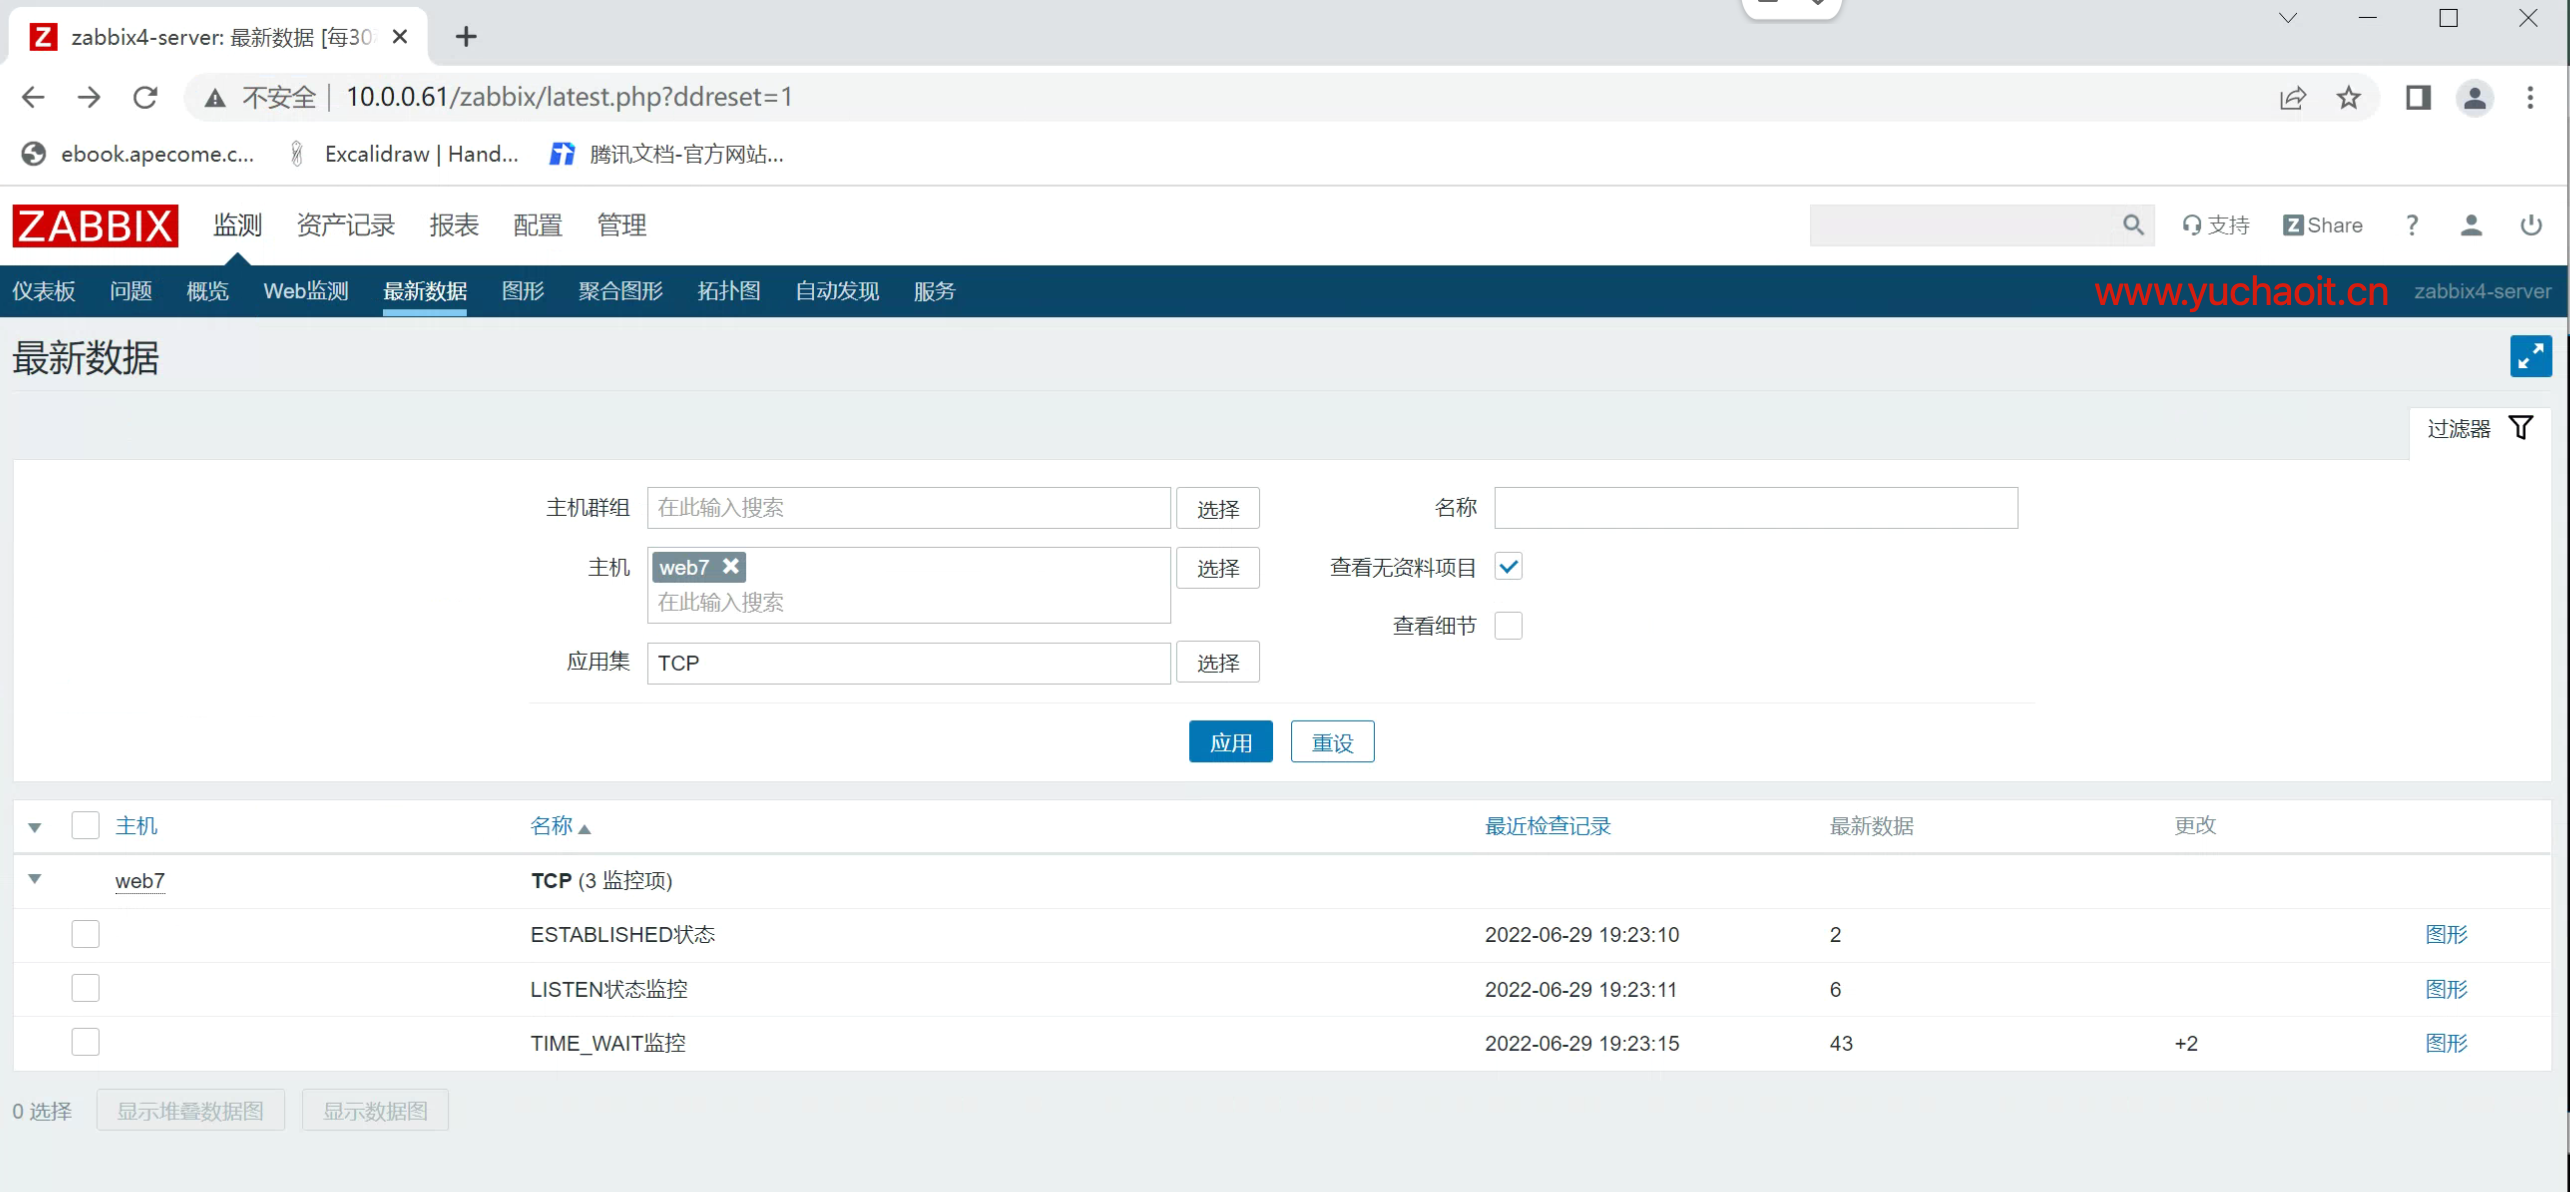 Z zabbix4-server: 最新数据 [每30
不安全 | 10.0.0.61/zabbix/latest.php?ddreset=1
ebook.apecome.c... Excalidraw | Hand... 腾讯文档-官方网站...
ZABBIX 监测 资产记录 报表 配置 管理 支持 Z Share ?
仪表板 问题 概览 Web监测 最新数据 图形 聚合图形 拓扑图 自动发现 服务 www.yuchaoit.cn zabbix4-server
最新数据
过滤器
主机群组 在此输入搜索 选择 名称
主机 web7 选择 查看无资料项目
在此输入搜索
查看细节
应用集 TCP 选择
应用 重设
主机 名称 最近检查记录 最新数据 更改
web7 TCP (3 监控项)
ESTABLISHED状态 2022-06-29 19:23:10 2 图形
LISTEN状态监控 2022-06-29 19:23:11 6 图形
TIME_WAIT监控 2022-06-29 19:23:15 43 +2 图形
0 选择 显示堆叠数据图 显示数据图